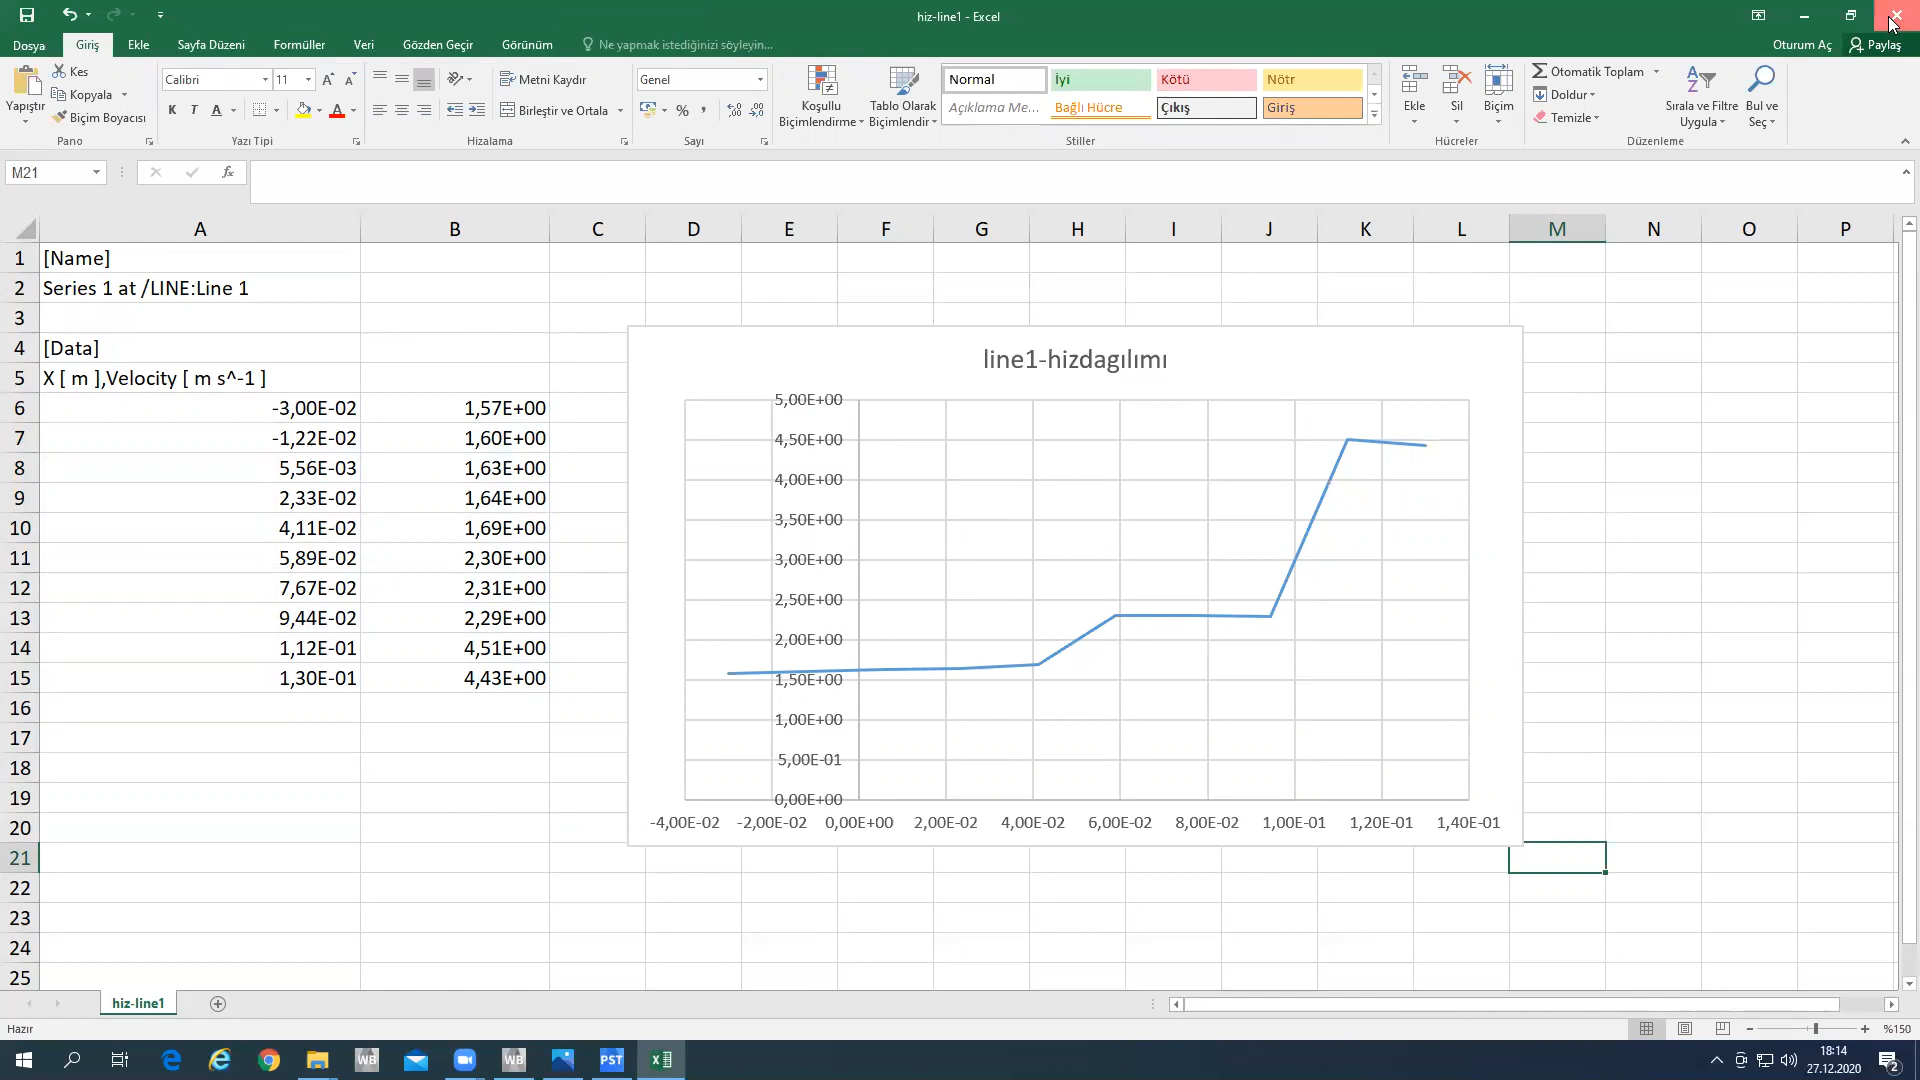 hiz-line1 - Excel
Dosya Giriş Ekle Sayfa Düzeni Formüller Veri Gözden Geçir Görünüm Ne yapmak istediğinizi söyleyin... Oturum Aç Paylaş
Yapıştır
Kes
Kopyala
Biçim Boyacısı
Pano
Calibri 11
K T A
Yazı Tipi
Metni Kaydır
Birleştir ve Ortala
Hizalama
Genel
%
Sayı
Koşullu Biçimlendirme
Tablo Olarak Biçimlendir
Normal İyi Kötü Nötr
Açıklama Me... Bağlı Hücre Çıkış Giriş
Stiller
Ekle Sil Biçim
Hücreler
Otomatik Toplam
Doldur
Temizle
Sırala ve Filtre Uygula
Bul ve Seç
Düzenleme
M21 fx
A B C D E F G H I J K L M N O P
1 [Name]
2 Series 1 at /LINE:Line 1
3
4 [Data]
5 X [ m ],Velocity [ m s^-1 ]
6 -3,00E-02 1,57E+00
7 -1,22E-02 1,60E+00
8 5,56E-03 1,63E+00
9 2,33E-02 1,64E+00
10 4,11E-02 1,69E+00
11 5,89E-02 2,30E+00
12 7,67E-02 2,31E+00
13 9,44E-02 2,29E+00
14 1,12E-01 4,51E+00
15 1,30E-01 4,43E+00
16
17
18
19
20
21
22
23
24
25
line1-hizdagılımı
5,00E+00
4,50E+00
4,00E+00
3,50E+00
3,00E+00
2,50E+00
2,00E+00
1,50E+00
1,00E+00
5,00E-01
0,00E+00
-4,00E-02 -2,00E-02 0,00E+00 2,00E-02 4,00E-02 6,00E-02 8,00E-02 1,00E-01 1,20E-01 1,40E-01
hiz-line1
Hazır %150
WB WB PST
18:14
27.12.2020
2